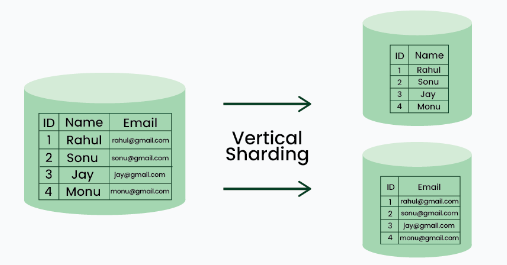 ID Name Email
1 Rahul rahul@gmail.com
2 Sonu sonu@gmail.com
3 Jay jay@gmail.com
4 Monu monu@gmail.com
Vertical
Sharding
ID Name
1 Rahul
2 Sonu
3 Jay
4 Monu
ID Email
1 rahul@gmail.com
2 sonu@gmail.com
3 jay@gmail.com
4 monu@gmail.com